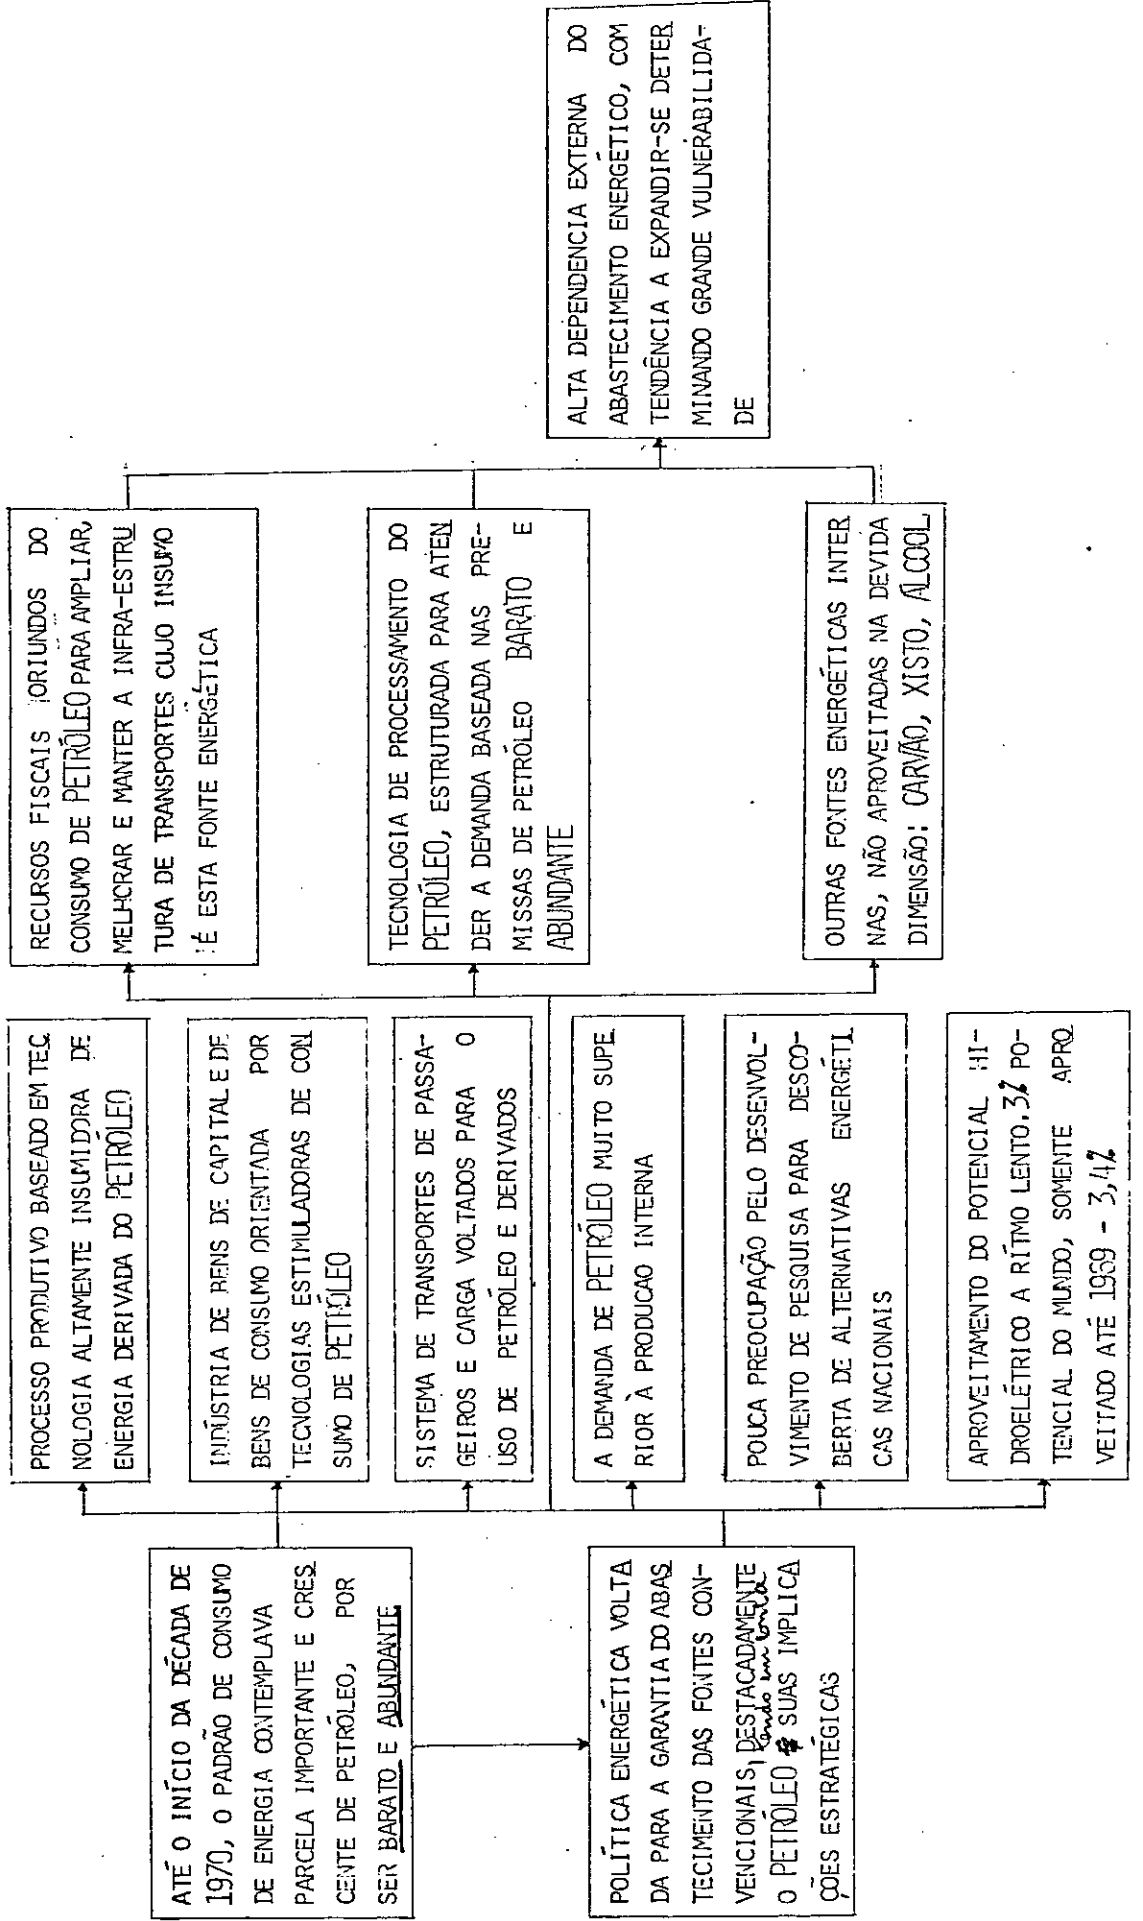 ATÉ O INÍCIO DA DÉCADA DE
1970, O PADRÃO DE CONSUMO
DE ENERGIA CONTEMPLAVA
PARCELA IMPORTANTE E CRES
CENTE DE PETRÓLEO, POR
SER BARATO E ABUNDANTE
POLÍTICA ENERGÉTICA VOLTA
DA PARA A GARANTIA DO ABAS
TECIMENTO DAS FONTES CON-
VENCIONAIS, DESTACADAMENTE
tendo em conta
O PETRÓLEO SUAS IMPLICA
ÇÕES ESTRATÉGICAS
PROCESSO PRODUTIVO BASEADO EM TEC
NOLOGIA ALTAMENTE INSUMIDORA DE
ENERGIA DERIVADA DO PETRÓLEO
INDÚSTRIA DE BENS DE CAPITAL E DE
BENS DE CONSUMO ORIENTADA POR
TECNOLOGIAS ESTIMULADORAS DE CON
SUMO DE PETRÓLEO
SISTEMA DE TRANSPORTES DE PASSA-
GEIROS E CARGA VOLTADOS PARA O
USO DE PETRÓLEO E DERIVADOS
A DEMANDA DE PETRÓLEO MUITO SUPE
RIOR À PRODUCAO INTERNA
POUCA PREOCUPAÇÃO PELO DESENVOL-
VIMENTO DE PESQUISA PARA DESCO-
BERTA DE ALTERNATIVAS ENERGÉTI
CAS NACIONAIS
APROVEITAMENTO DO POTENCIAL HI-
DROELÉTRICO A RÍTMO LENTO. 3% PO-
TENCIAL DO MUNDO, SOMENTE APRO
VEITADO ATÉ 1969 - 3,4%
RECURSOS FISCAIS ORIUNDOS DO
CONSUMO DE PETRÓLEO PARA AMPLIAR,
MELHORAR E MANTER A INFRA-ESTRU
TURA DE TRANSPORTES CUJO INSUMO
É ESTA FONTE ENERGÉTICA
TECNOLOGIA DE PROCESSAMENTO DO
PETRÓLEO, ESTRUTURADA PARA ATEN
DER A DEMANDA BASEADA NAS PRE-
MISSAS DE PETRÓLEO BARATO E
ABUNDANTE
OUTRAS FONTES ENERGÉTICAS INTER
NAS, NÃO APROVEITADAS NA DEVIDA
DIMENSÃO: CARVÃO, XISTO, ÁLCOOL
ALTA DEPENDENCIA EXTERNA DO
ABASTECIMENTO ENERGÉTICO, COM
TENDÊNCIA A EXPANDIR-SE DETER
MINANDO GRANDE VULNERABILIDA-
DE